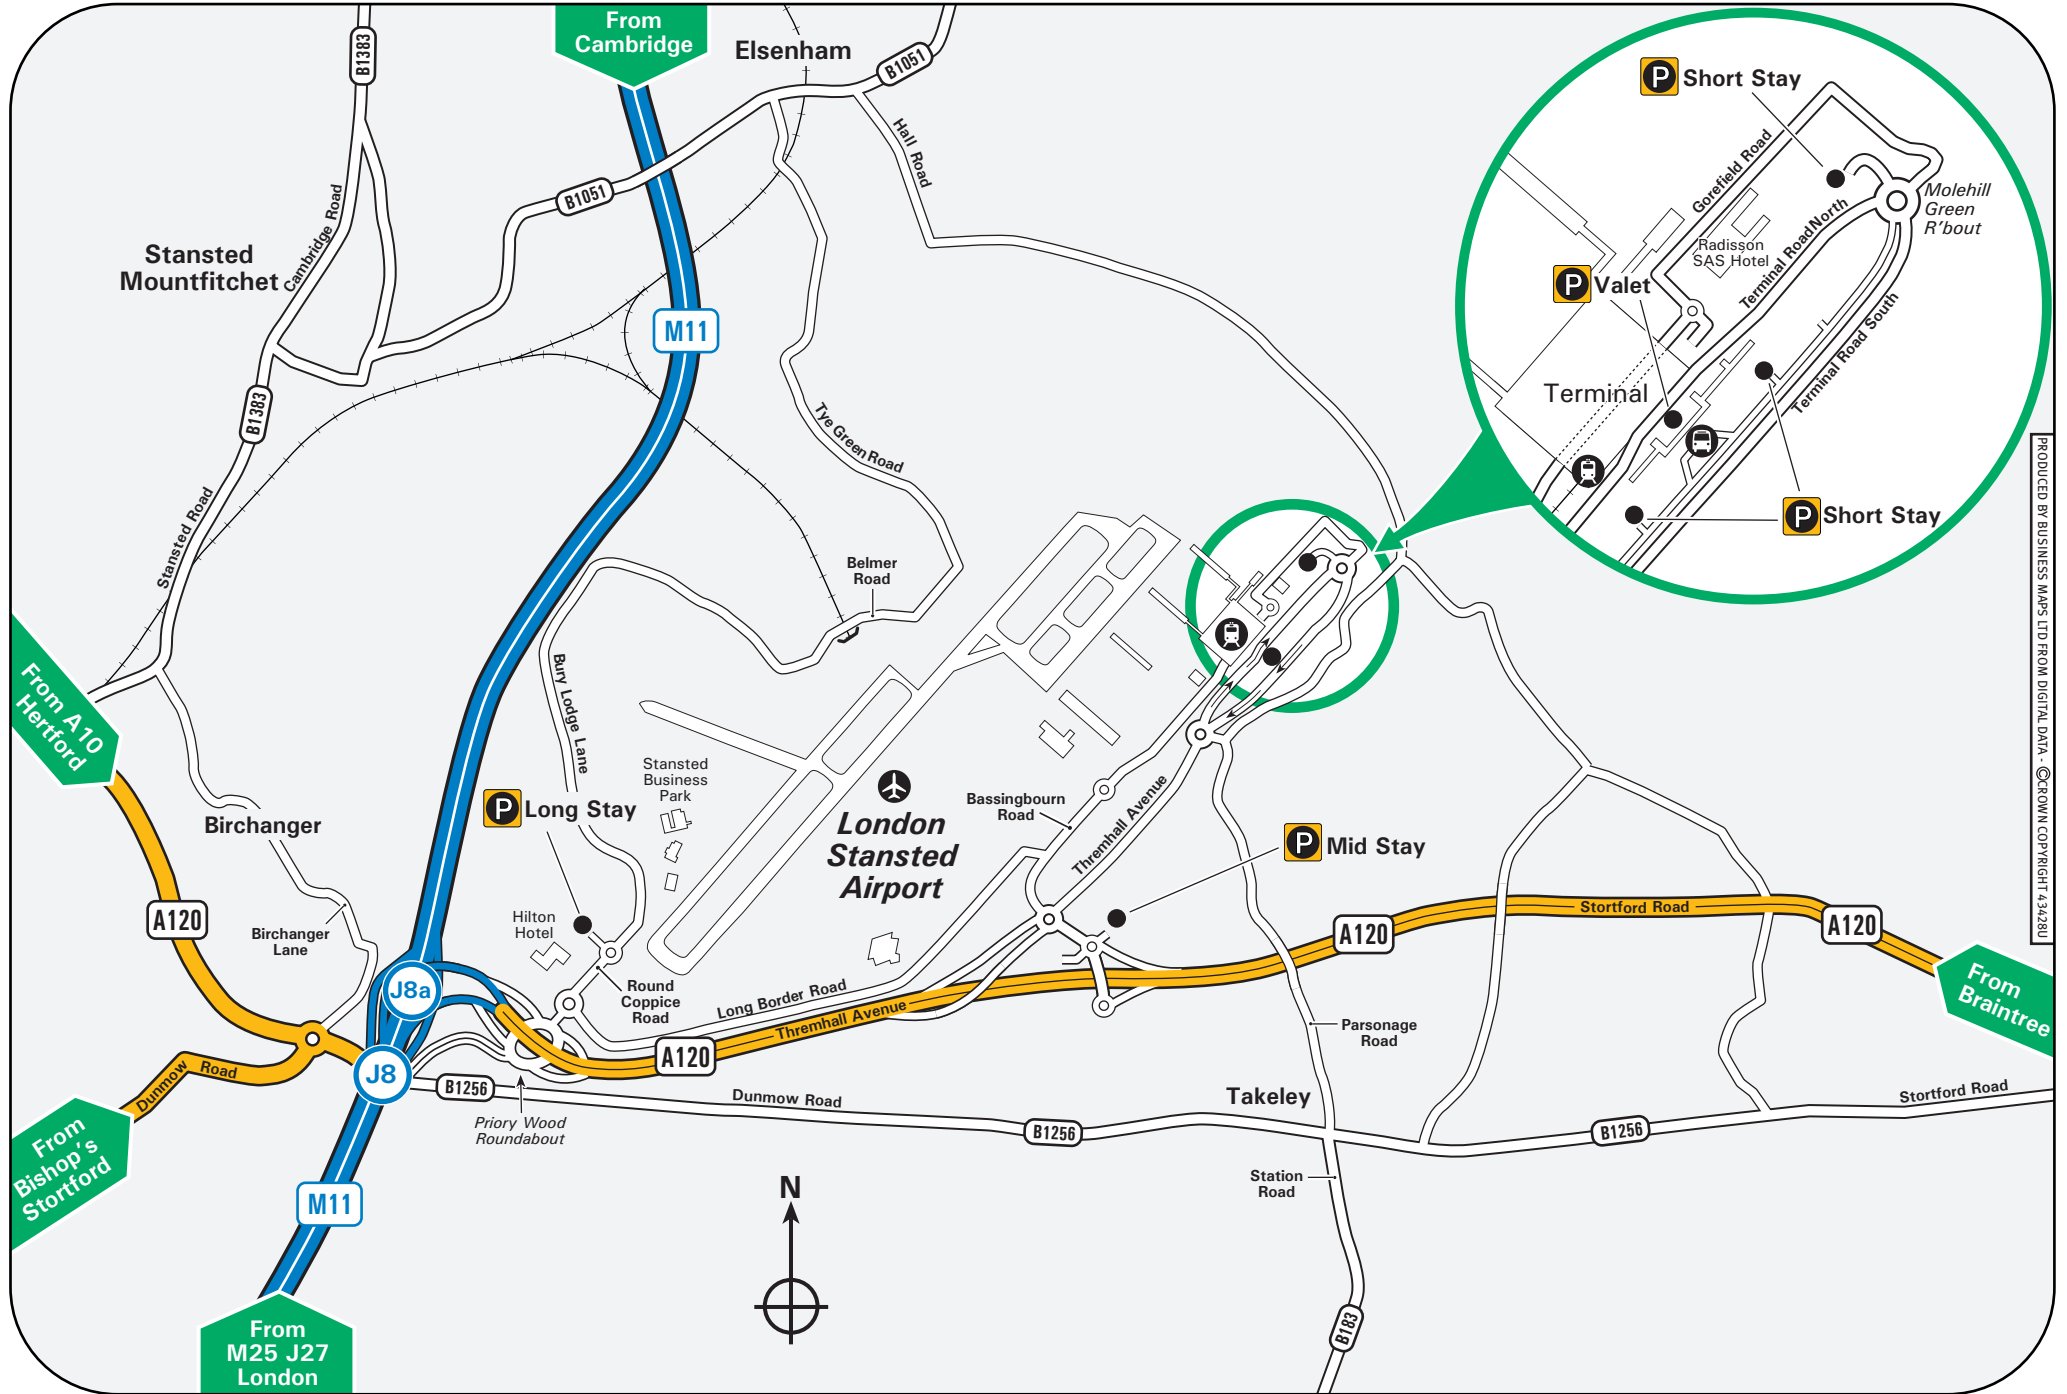 From
Cambridge
Elsenham
B1383
B1051
Hall Road
B1051
Cambridge Road
Stansted
Mountfitchet
M11
B1383
Stansted Road
Tye Green Road
Belmer
Road
Bury Lodge Lane
From A10
Hertford
Stansted
Business
Park
P Long Stay
Birchanger
London
Stansted
Airport
Bassingbourn
Road
Thremhall Avenue
P Mid Stay
A120
Birchanger
Lane
Hilton
Hotel
J8a
Round
Coppice
Road
Long Border Road
Thremhall Avenue
A120
A120
Stortford Road
A120
From
Braintree
Parsonage
Road
Dunmow Road
J8
B1256
Dunmow Road
Priory Wood
Roundabout
B1256
Takeley
B1256
Stortford Road
Station
Road
From
Bishop's
Stortford
M11
N
B183
From
M25 J27
London
P Short Stay
Gorefield Road
Molehill
Green
R'bout
Radisson
SAS Hotel
Terminal Road North
P Valet
Terminal Road South
Terminal
P Short Stay
PRODUCED BY BUSINESS MAPS LTD FROM DIGITAL DATA - ©CROWN COPYRIGHT 43428U